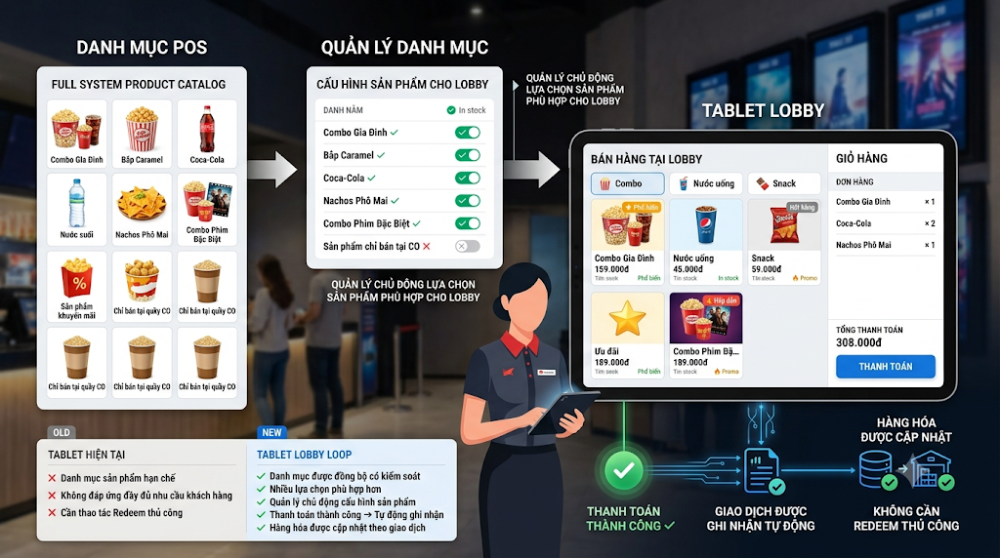 DANH MỤC POS
FULL SYSTEM PRODUCT CATALOG
Combo Gia Đình
Bắp Caramel
Coca-Cola
Nước suối
Nachos Phô Mai
Combo Phim
Đặc Biệt
Sản phẩm
khuyến mãi
Chỉ bán tại quầy CO
Chỉ bán tại quầy CO
Chỉ bán tại quầy CO
Chỉ bán tại quầy CO
Chỉ bán tại quầy CO
QUẢN LÝ DANH MỤC
CẤU HÌNH SẢN PHẨM CHO LOBBY
DANH NẰM
In stock
Combo Gia Đình ✓
Bắp Caramel ✓
Coca-Cola ✓
Nachos Phô Mai ✓
Combo Phim Đặc Biệt ✓
Sản phẩm chỉ bán tại CO ✗
QUẢN LÝ CHỦ ĐỘNG LỰA CHỌN
SẢN PHẨM PHÙ HỢP CHO LOBBY
QUẢN LÝ CHỦ ĐỘNG
LỰA CHỌN SẢN PHẨM
PHÙ HỢP CHO LOBBY
TABLET LOBBY
BÁN HÀNG TẠI LOBBY
Combo
Nước uống
Snack
Combo Gia Đình
159.000đ
Phổ biến
Nước uống
45.000đ
Tin stock
In stock
Snack
59.000đ
Promo
Ưu đãi
189.000đ
Phổ biến
Hấp dẫn
Combo Phim Đặ...
189.000đ
Tin stock
Promo
GIỎ HÀNG
ĐƠN HÀNG
Combo Gia Đình × 1
Coca-Cola × 2
Nachos Phô Mai × 1
TỔNG THANH TOÁN
308.000đ
THANH TOÁN
OLD
TABLET HIỆN TẠI
✗ Danh mục sản phẩm hạn chế
✗ Không đáp ứng đầy đủ nhu cầu khách hàng
✗ Cần thao tác Redeem thủ công
NEW
TABLET LOBBY LOOP
✓ Danh mục được đồng bộ có kiểm soát
✓ Nhiều lựa chọn phù hợp hơn
✓ Quản lý chủ động cấu hình sản phẩm
✓ Thanh toán thành công → Tự động ghi nhận
✓ Hàng hóa được cập nhật theo giao dịch
THANH TOÁN
THÀNH CÔNG ✓
GIAO DỊCH ĐƯỢC
GHI NHẬN TỰ ĐỘNG
HÀNG HÓA
ĐƯỢC CẬP NHẬT
KHÔNG CẦN
REDEEM THỦ CÔNG